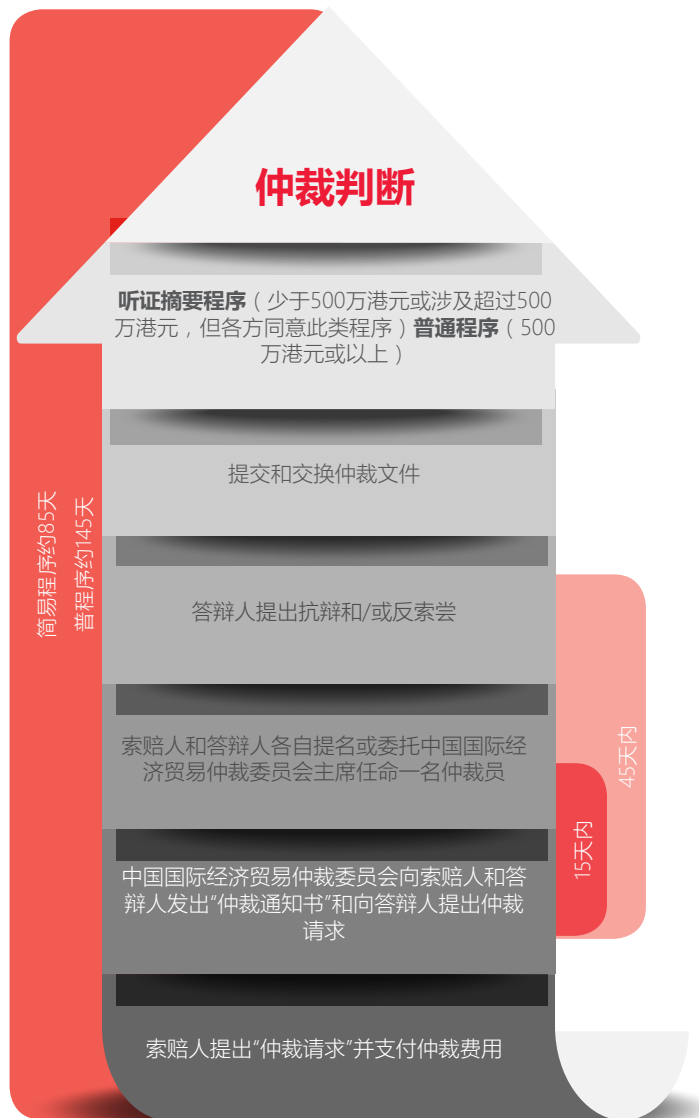 仲裁判断
听证摘要程序（少于500万港元或涉及超过500
万港元，但各方同意此类程序）普通程序（500
万港元或以上）
提交和交换仲裁文件
答辩人提出抗辩和/或反索尝
索赔人和答辩人各自提名或委托中国国际经
济贸易仲裁委员会主席任命一名仲裁员
中国国际经济贸易仲裁委员会向索赔人和答
辩人发出“仲裁通知书”和向答辩人提出仲裁
请求
索赔人提出“仲裁请求”并支付仲裁费用
简易程序约85天
普程序约145天
15天内
45天内